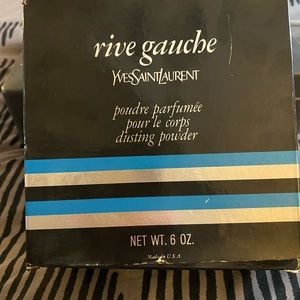 rive gauche
YVESSAINTLAURENT
poudre parfumée
pour le corps
dusting powder
NET WT. 6 OZ.
Made in U.S.A.